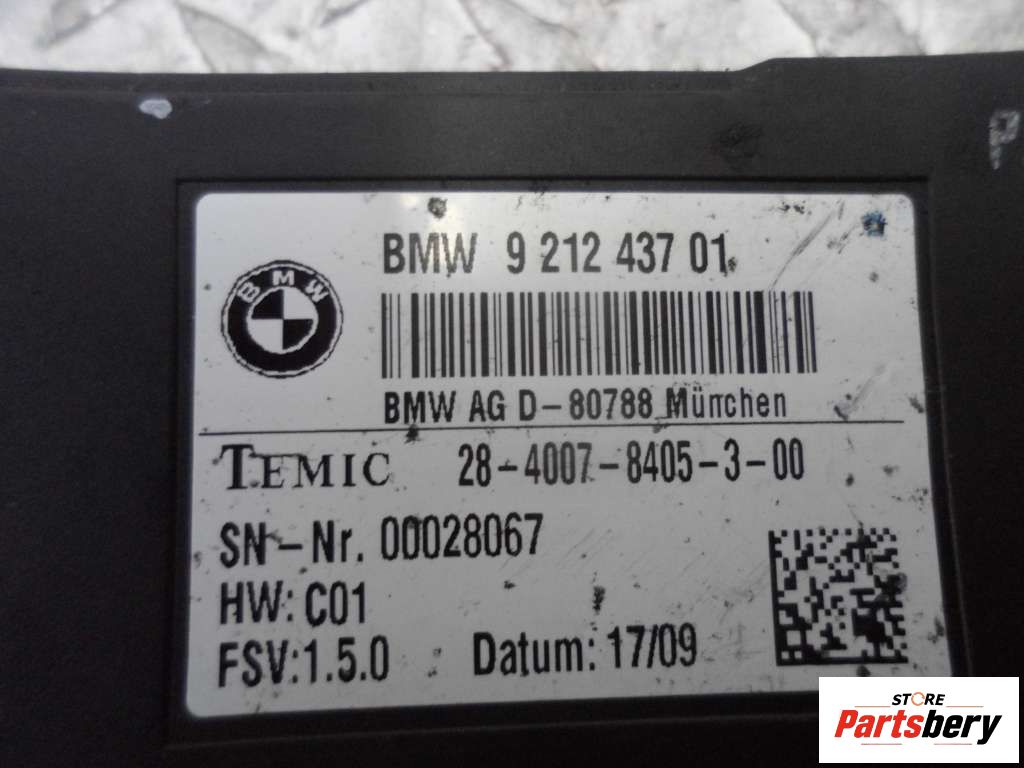 BMW 9 212 437 01
BMW
BMW AG D-80788 München
TEMIC 28-4007-8405-3-00
SN-Nr. 00028067
HW: C01
FSV:1.5.0 Datum: 17/09
STORE
Partsbery